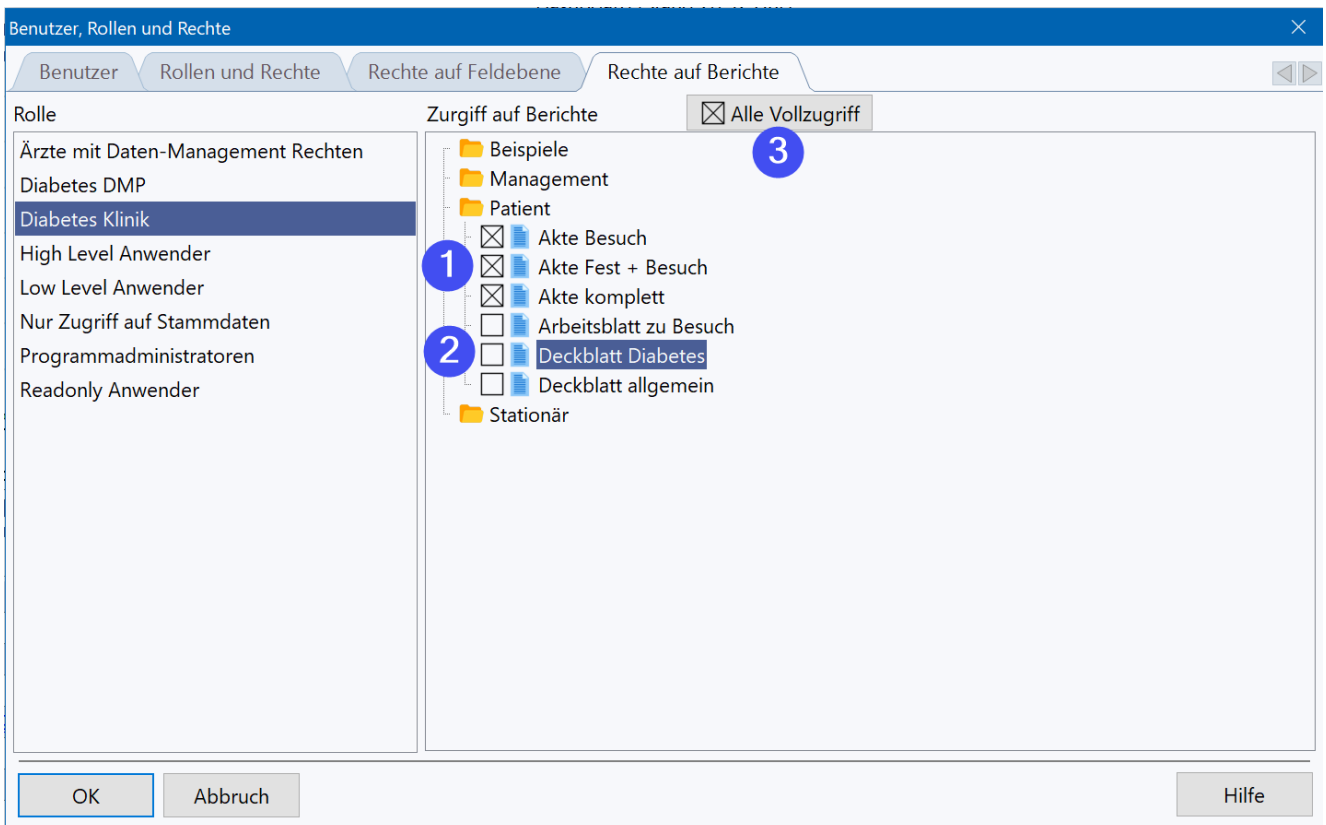 Benutzer, Rollen und Rechte
Benutzer
Rollen und Rechte
Rechte auf Feldebene
Rechte auf Berichte
Rolle
Zurgiff auf Berichte
Alle Vollzugriff
3
Ärzte mit Daten-Management Rechten
Diabetes DMP
Diabetes Klinik
High Level Anwender
Low Level Anwender
Nur Zugriff auf Stammdaten
Programmadministratoren
Readonly Anwender
Beispiele
Management
Patient
Akte Besuch
1
Akte Fest + Besuch
Akte komplett
Arbeitsblatt zu Besuch
2
Deckblatt Diabetes
Deckblatt allgemein
Stationär
OK
Abbruch
Hilfe